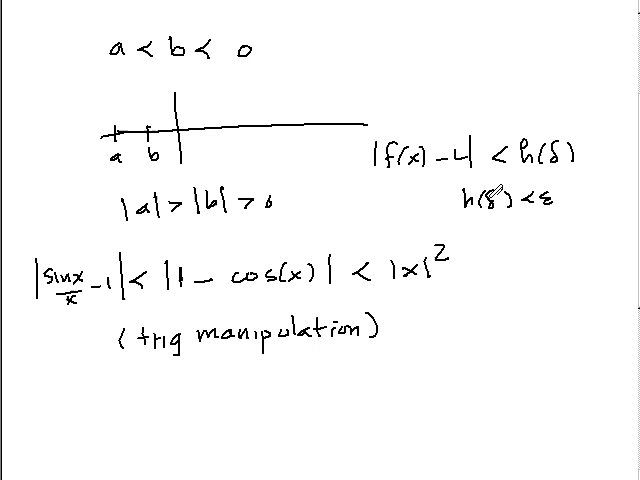 a < b < 0
a b
|f(x) - L| < h(δ)
|a| > |b| > 0
h(δ) < ε
|sinx/x - 1| < |1 - cos(x)| < |x|²
(trig manipulation)